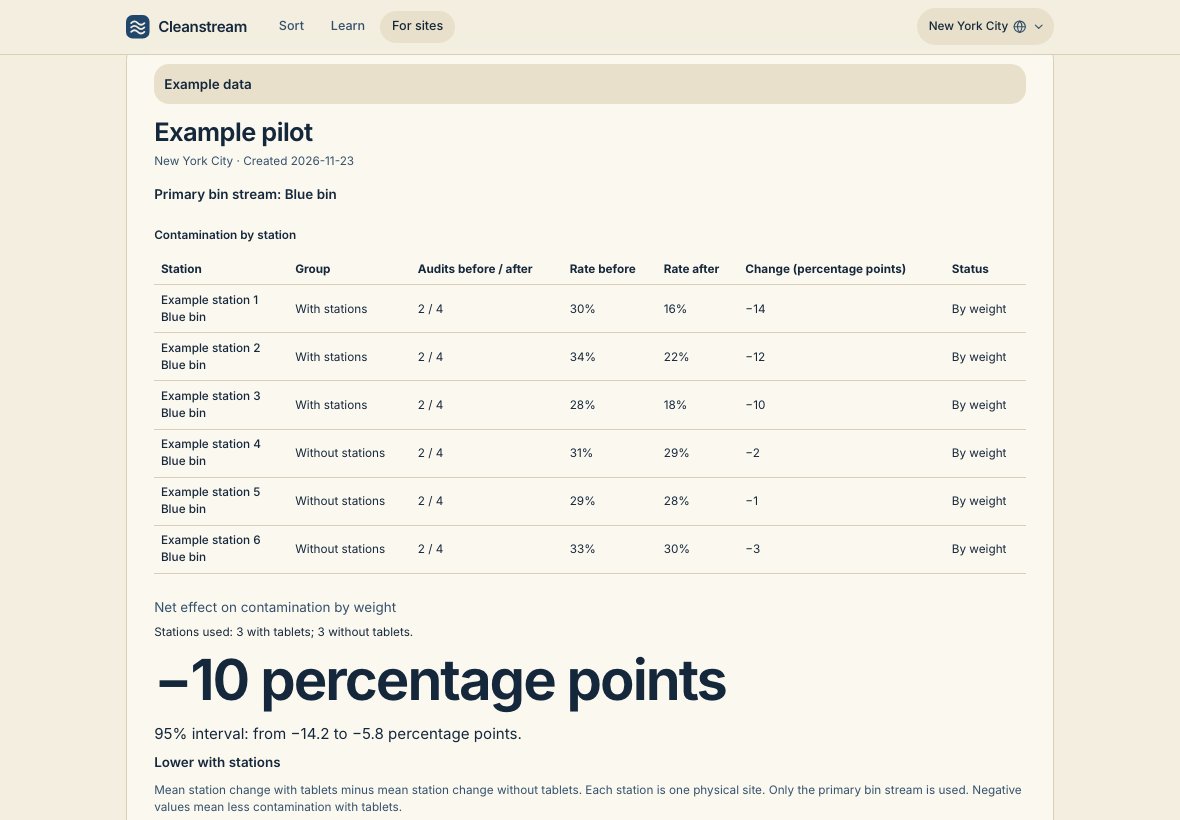 Cleanstream Sort Learn For sites New York City
Example data
Example pilot
New York City · Created 2026-11-23
Primary bin stream: Blue bin
Contamination by station
Station Group Audits before / after Rate before Rate after Change (percentage points) Status
Example station 1
Blue bin
With stations 2 / 4 30% 16% −14 By weight
Example station 2
Blue bin
With stations 2 / 4 34% 22% −12 By weight
Example station 3
Blue bin
With stations 2 / 4 28% 18% −10 By weight
Example station 4
Blue bin
Without stations 2 / 4 31% 29% −2 By weight
Example station 5
Blue bin
Without stations 2 / 4 29% 28% −1 By weight
Example station 6
Blue bin
Without stations 2 / 4 33% 30% −3 By weight
Net effect on contamination by weight
Stations used: 3 with tablets; 3 without tablets.
−10 percentage points
95% interval: from −14.2 to −5.8 percentage points.
Lower with stations
Mean station change with tablets minus mean station change without tablets. Each station is one physical site. Only the primary bin stream is used. Negative
values mean less contamination with tablets.